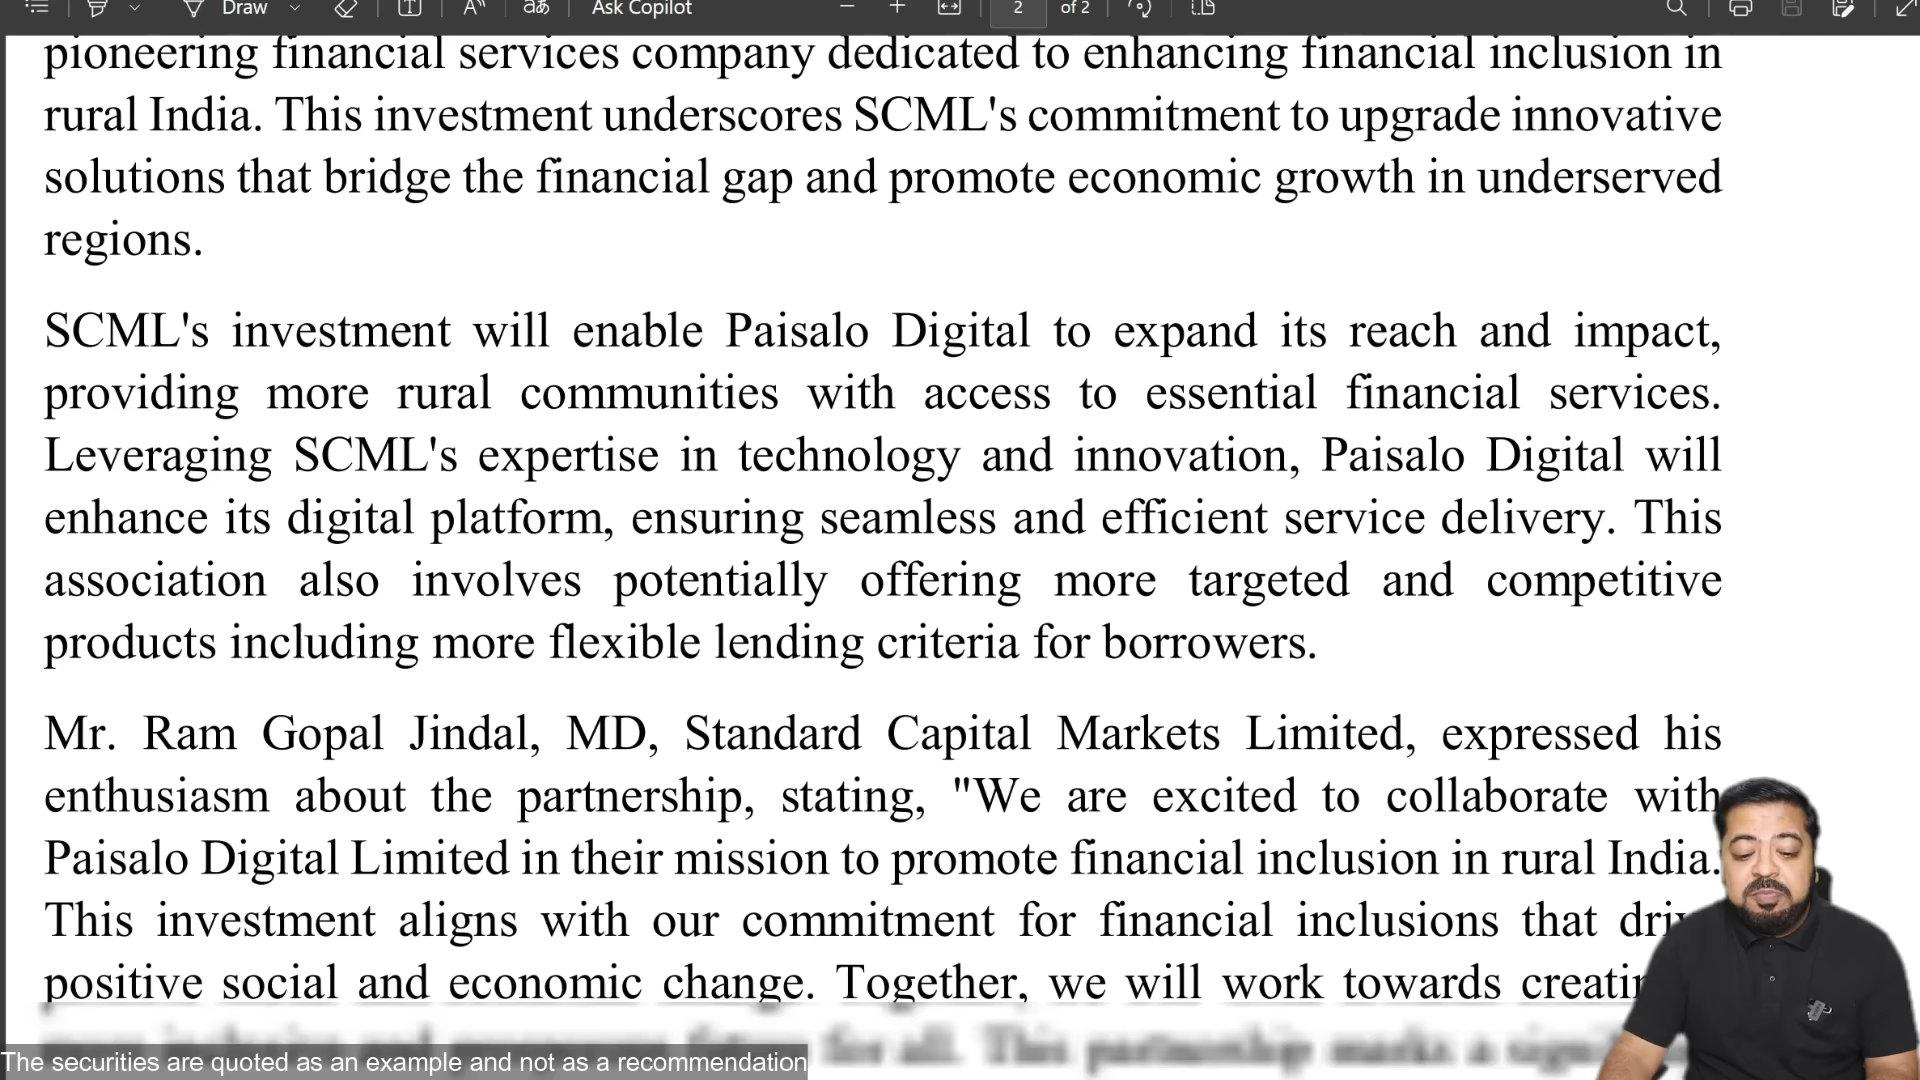 Draw
Ask Copilot
2
of 2
pioneering financial services company dedicated to enhancing financial inclusion in
rural India. This investment underscores SCML's commitment to upgrade innovative
solutions that bridge the financial gap and promote economic growth in underserved
regions.
SCML's investment will enable Paisalo Digital to expand its reach and impact,
providing more rural communities with access to essential financial services.
Leveraging SCML's expertise in technology and innovation, Paisalo Digital will
enhance its digital platform, ensuring seamless and efficient service delivery. This
association also involves potentially offering more targeted and competitive
products including more flexible lending criteria for borrowers.
Mr. Ram Gopal Jindal, MD, Standard Capital Markets Limited, expressed his
enthusiasm about the partnership, stating, "We are excited to collaborate with
Paisalo Digital Limited in their mission to promote financial inclusion in rural India.
This investment aligns with our commitment for financial inclusions that
positive social and economic change. Together, we will work towards
for all. This partnership marks a
The securities are quoted as an example and not as a recommendation